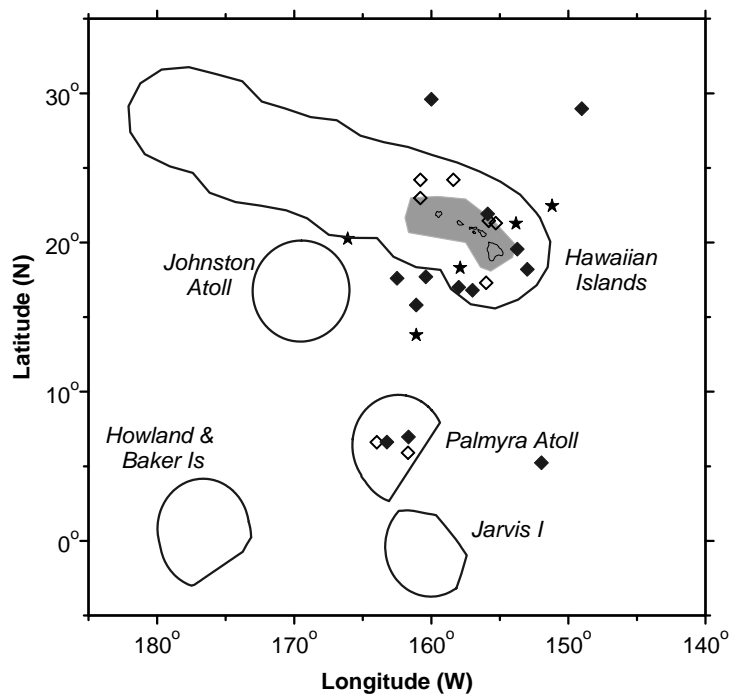 30°
20°
10°
0°
Latitude (N)
Hawaiian
Islands
Johnston
Atoll
Howland &
Baker Is
Palmyra Atoll
Jarvis I
180°
170°
160°
150°
140°
Longitude (W)